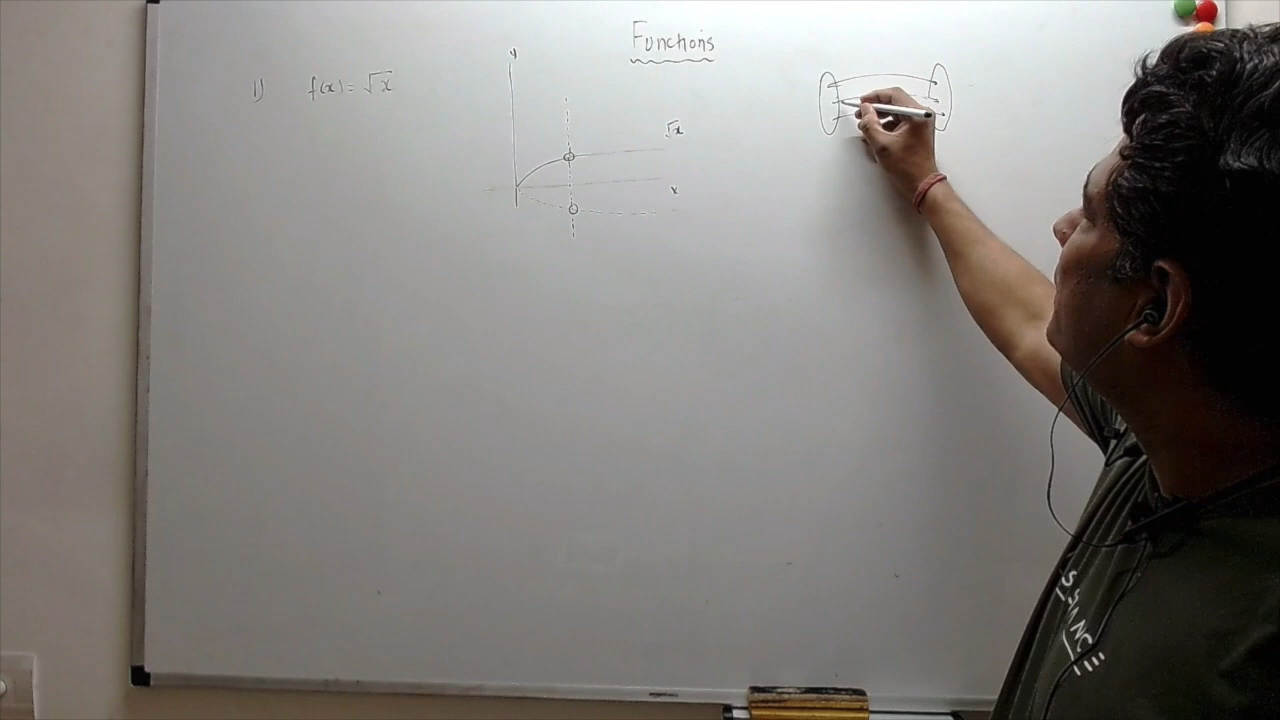 Functions
1) f(x) = √x
y
√x
x